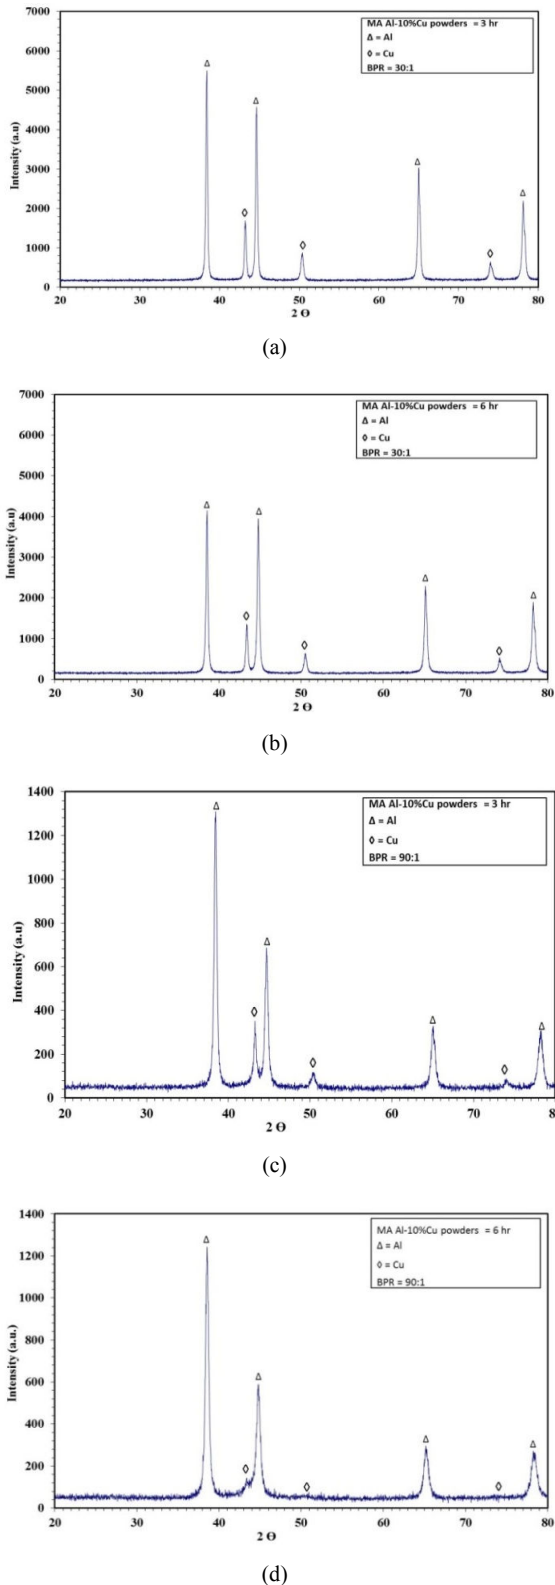 7000
6000
5000
4000
3000
2000
1000
0
Intensity (a.u)
MA Al-10%Cu powders = 3 hr
Δ = Al
◊ = Cu
BPR = 30:1
Δ
Δ
Δ
Δ
◊
◊
◊
20 30 40 50 60 70 80
2 Θ
(a)
7000
6000
5000
4000
3000
2000
1000
0
Intensity (a.u)
MA Al-10%Cu powders = 6 hr
Δ = Al
◊ = Cu
BPR = 30:1
Δ
Δ
Δ
Δ
◊
◊
◊
20 30 40 50 60 70 80
2 Θ
(b)
1400
1200
1000
800
600
400
200
0
Intensity (a.u)
MA Al-10%Cu powders = 3 hr
Δ = Al
◊ = Cu
BPR = 90:1
Δ
Δ
Δ
Δ
◊
◊
◊
20 30 40 50 60 70 80
2 Θ
(c)
1400
1200
1000
800
600
400
200
0
Intensity (a.u.)
MA Al-10%Cu powders = 6 hr
Δ = Al
◊ = Cu
BPR = 90:1
Δ
Δ
Δ
Δ
◊
◊
◊
20 30 40 50 60 70 80
2 Θ
(d)